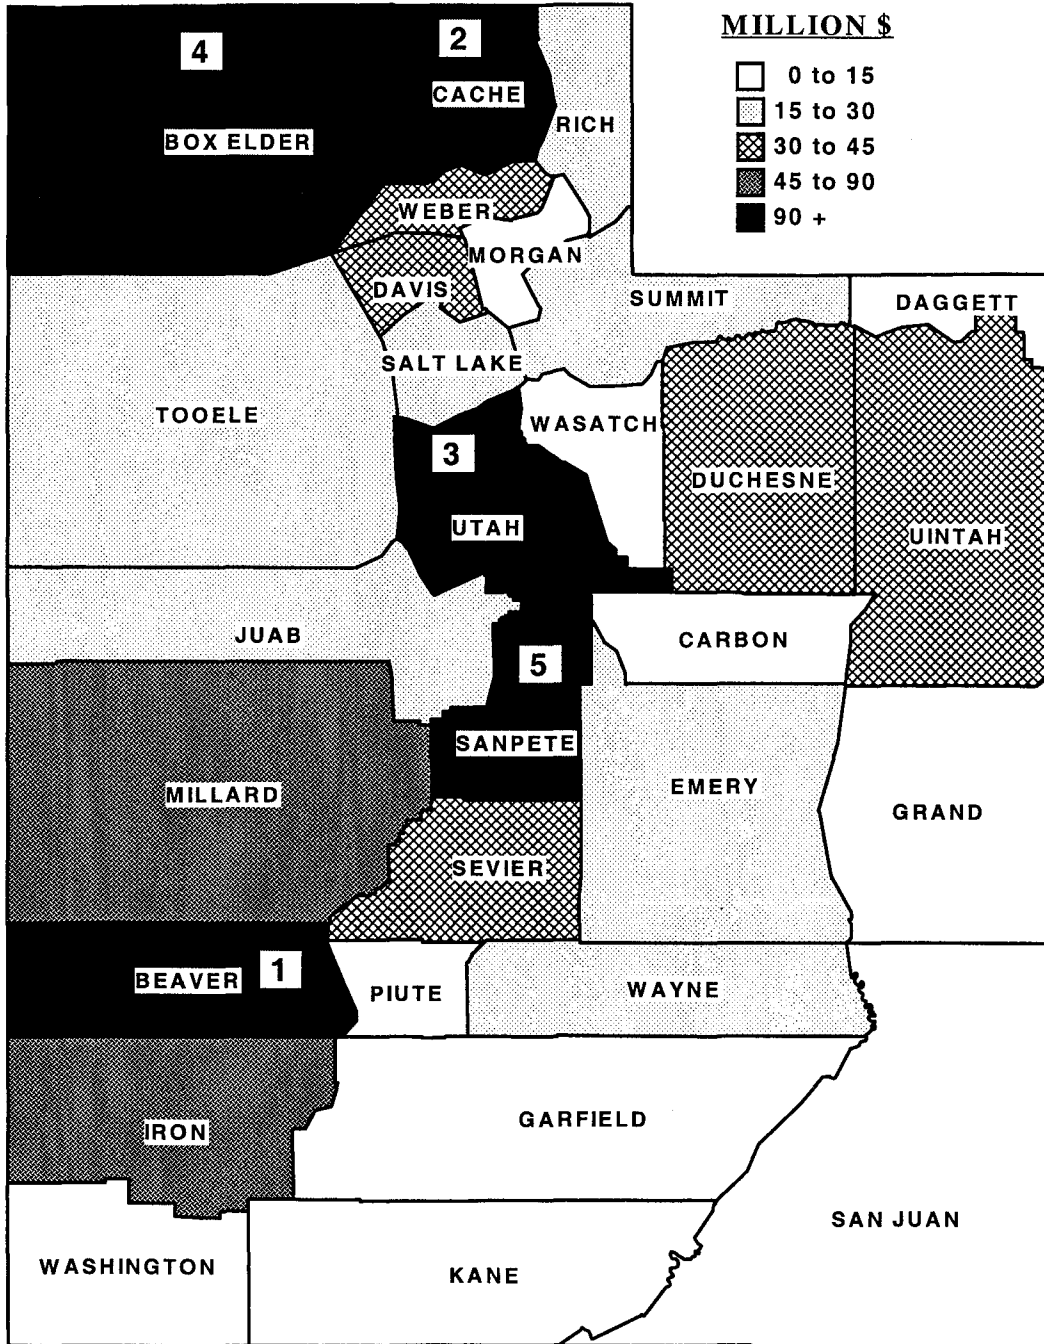 MILLION $
0 to 15
15 to 30
30 to 45
45 to 90
90 +
4
2
CACHE
BOX ELDER
RICH
WEBER
MORGAN
DAVIS
SUMMIT
DAGGETT
SALT LAKE
TOOELE
WASATCH
3
DUCHESNE
UTAH
UINTAH
JUAB
CARBON
5
SANPETE
MILLARD
EMERY
GRAND
SEVIER
1
BEAVER
PIUTE
WAYNE
GARFIELD
IRON
SAN JUAN
WASHINGTON
KANE